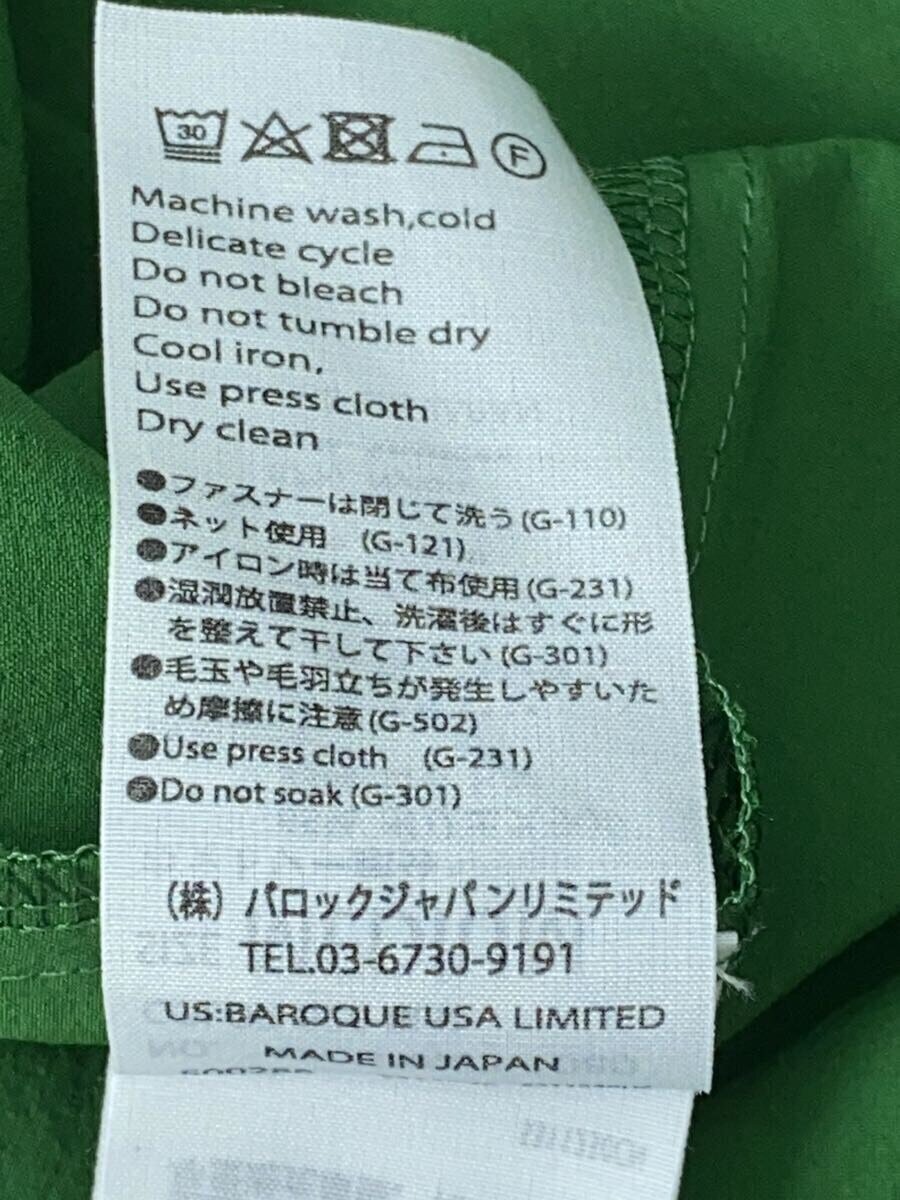 30
F
Machine wash,cold
Delicate cycle
Do not bleach
Do not tumble dry
Cool iron,
Use press cloth
Dry clean
●ファスナーは閉じて洗う(G-110)
●ネット使用 (G-121)
●アイロン時は当て布使用(G-231)
●湿潤放置禁止、洗濯後はすぐに形
を整えて干して下さい(G-301)
●毛玉や毛羽立ちが発生しやすいた
め摩擦に注意(G-502)
●Use press cloth (G-231)
●Do not soak (G-301)
(株) バロックジャパンリミテッド
TEL.03-6730-9191
US:BAROQUE USA LIMITED
MADE IN JAPAN